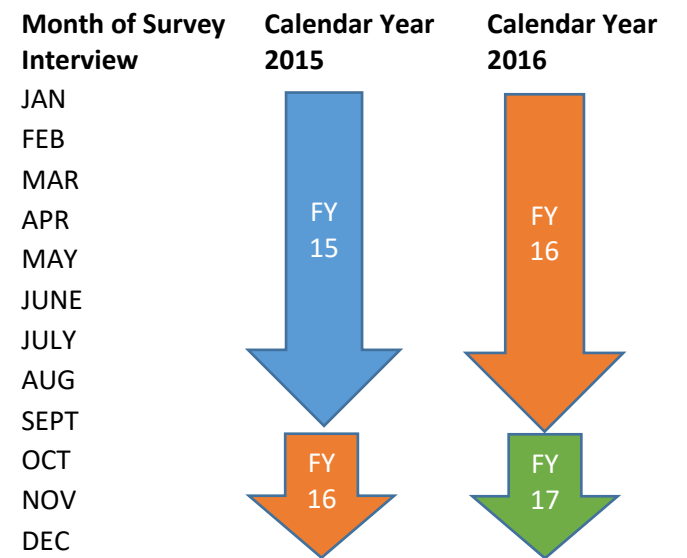 Month of Survey Interview
Calendar Year 2015
Calendar Year 2016
JAN
FEB
MAR
APR
MAY
JUNE
JULY
AUG
SEPT
OCT
NOV
DEC
FY
15
FY
16
FY
16
FY
17